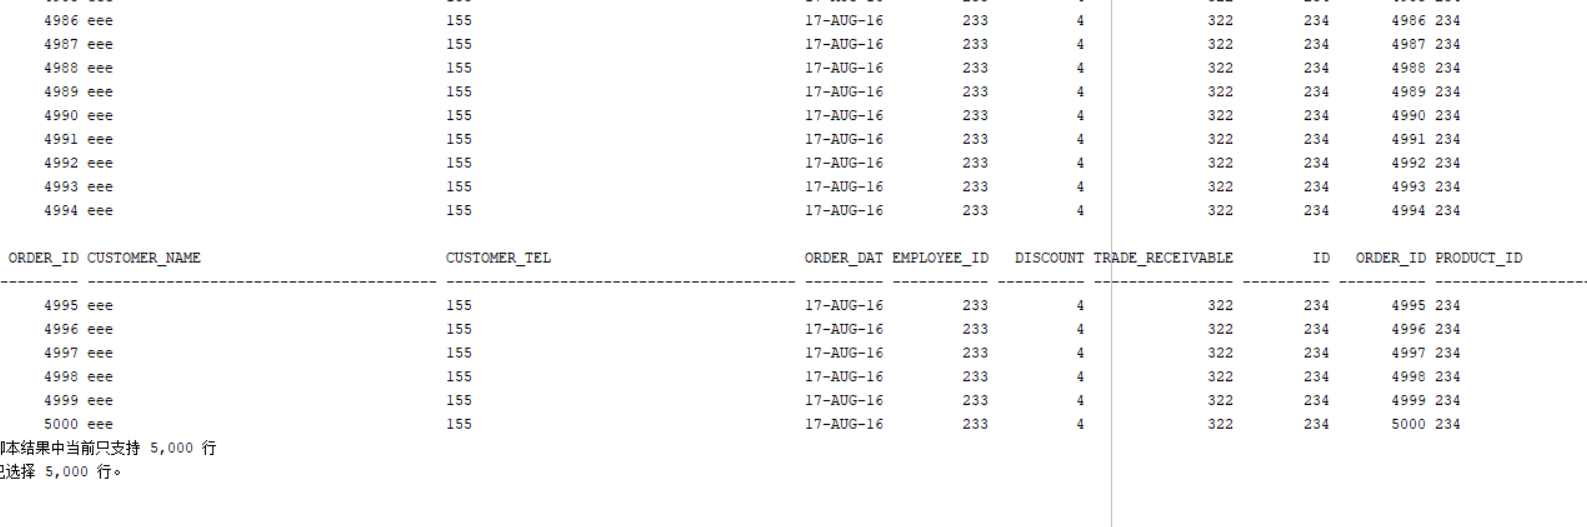 4986 eee 155 17-AUG-16 233 4 322 234 4986 234
4987 eee 155 17-AUG-16 233 4 322 234 4987 234
4988 eee 155 17-AUG-16 233 4 322 234 4988 234
4989 eee 155 17-AUG-16 233 4 322 234 4989 234
4990 eee 155 17-AUG-16 233 4 322 234 4990 234
4991 eee 155 17-AUG-16 233 4 322 234 4991 234
4992 eee 155 17-AUG-16 233 4 322 234 4992 234
4993 eee 155 17-AUG-16 233 4 322 234 4993 234
4994 eee 155 17-AUG-16 233 4 322 234 4994 234
ORDER_ID CUSTOMER_NAME CUSTOMER_TEL ORDER_DAT EMPLOYEE_ID DISCOUNT TRADE_RECEIVABLE ID ORDER_ID PRODUCT_ID
4995 eee 155 17-AUG-16 233 4 322 234 4995 234
4996 eee 155 17-AUG-16 233 4 322 234 4996 234
4997 eee 155 17-AUG-16 233 4 322 234 4997 234
4998 eee 155 17-AUG-16 233 4 322 234 4998 234
4999 eee 155 17-AUG-16 233 4 322 234 4999 234
5000 eee 155 17-AUG-16 233 4 322 234 5000 234
本结果中当前只支持 5,000 行
选择 5,000 行。